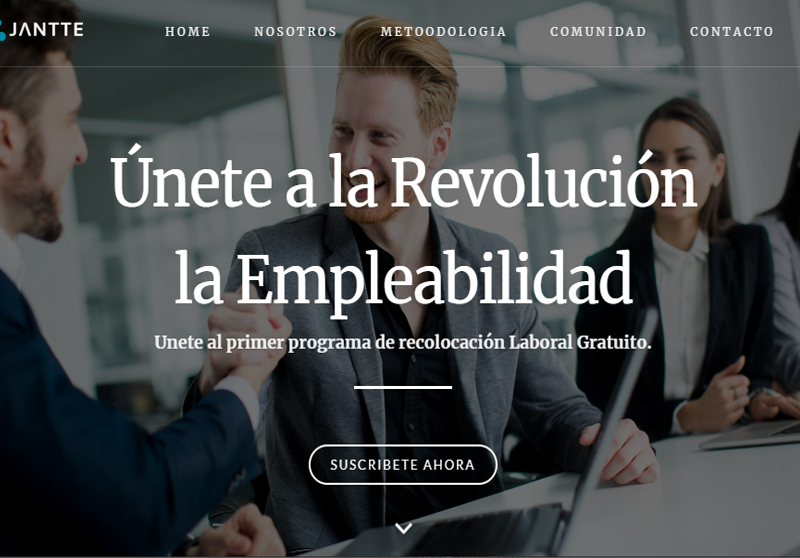 JANTTE
HOME NOSOTROS METOODOLOGIA COMUNIDAD CONTACTO
Únete a la Revolución
la Empleabilidad
Unete al primer programa de recolocación Laboral Gratuito.
SUSCRIBETE AHORA